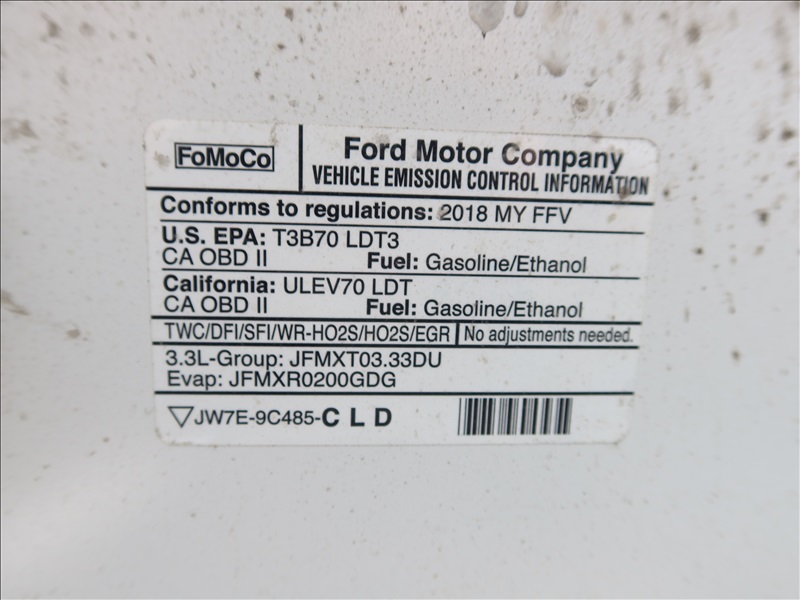 FoMoCo
Ford Motor Company
VEHICLE EMISSION CONTROL INFORMATION
Conforms to regulations: 2018 MY FFV
U.S. EPA: T3B70 LDT3
CA OBD II Fuel: Gasoline/Ethanol
California: ULEV70 LDT
CA OBD II Fuel: Gasoline/Ethanol
TWC/DFI/SFI/WR-HO2S/HO2S/EGR No adjustments needed.
3.3L-Group: JFMXT03.33DU
Evap: JFMXR0200GDG
JW7E-9C485-CLD